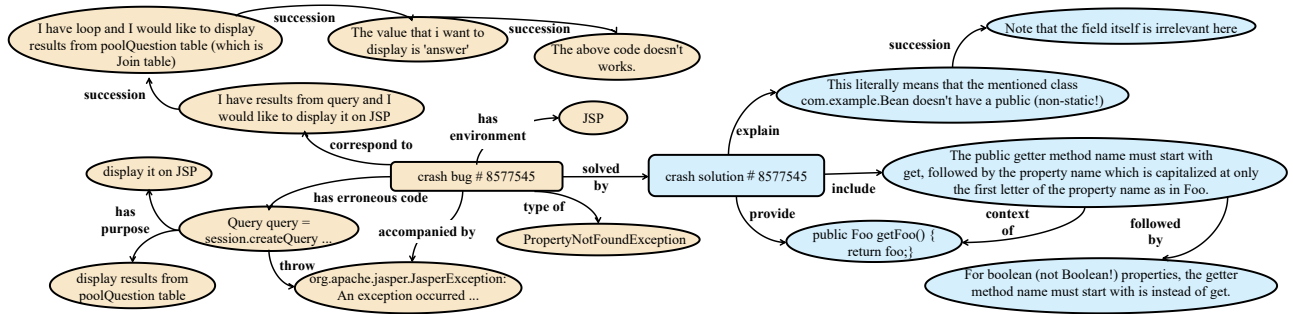 I have loop and I would like to display
results from poolQuestion table (which is
Join table)
succession
The value that i want to
display is 'answer'
succession
The above code doesn't
works.
succession
I have results from query and I
would like to display it on JSP
correspond to
has
environment
JSP
display it on JSP
has
purpose
display results from
poolQuestion table
Query query =
session.createQuery ...
has erroneous code
throw
org.apache.jasper.JasperException:
An exception occurred ...
accompanied by
crash bug # 8577545
type of
PropertyNotFoundException
solved
by
crash solution # 8577545
explain
This literally means that the mentioned class
com.example.Bean doesn't have a public (non-static!)
succession
Note that the field itself is irrelevant here
include
The public getter method name must start with
get, followed by the property name which is capitalized at only
the first letter of the property name as in Foo.
provide
public Foo getFoo() {
return foo;}
context
of
followed
by
For boolean (not Boolean!) properties, the getter
method name must start with is instead of get.